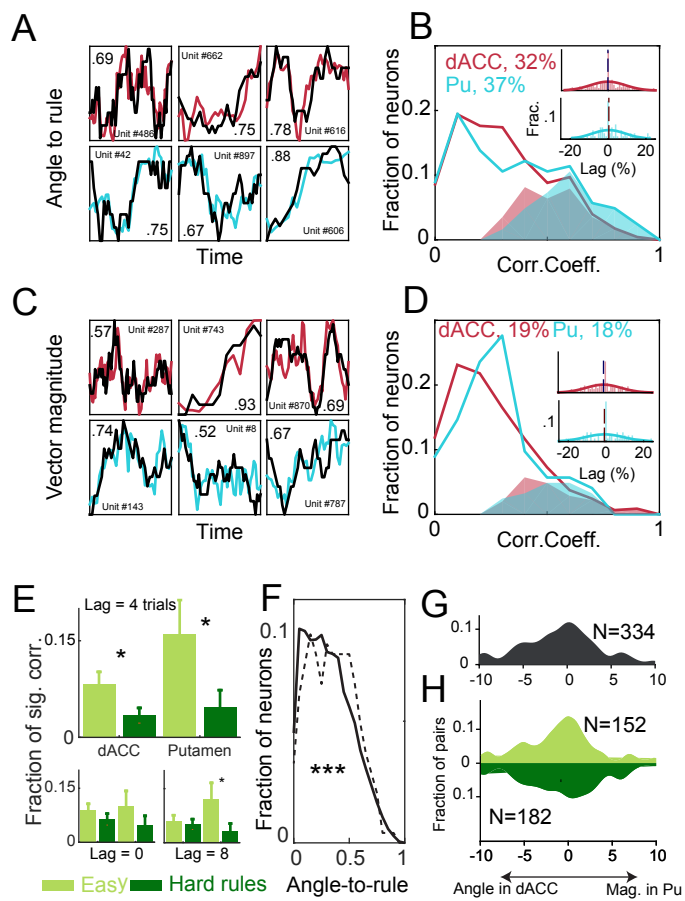 A
Angle to rule
.69
Unit #486
Unit #662
.75
.78
Unit #616
Unit #42
.75
Unit #897
.67
.88
Unit #606
Time
B
dACC, 32%
Pu, 37%
Fraction of neurons
0.2
0.1
0
0
1
Corr.Coeff.
Frac.
.1
-20 0 20
Lag (%)
C
Vector magnitude
.57
Unit #287
Unit #743
.93
Unit #870
.69
.74
Unit #143
.52
Unit #8
.67
Unit #787
Time
D
dACC, 19% Pu, 18%
Fraction of neurons
0.2
0.1
0
0
1
Corr.Coeff.
.1
-20 0 20
Lag (%)
E
Lag = 4 trials
Fraction of sig. corr.
0.15
0
*
*
dACC
Putamen
0.15
0
*
Lag = 0
Lag = 8
Easy
Hard rules
F
Fraction of neurons
0.1
0
***
0 0.5 1
Angle-to-rule
G
0.1
0
N=334
-10 -5 0 5 10
H
Fraction of pairs
0.1
0
0.1
N=152
N=182
-10 -5 0 5 10
Angle in dACC
Mag. in Pu